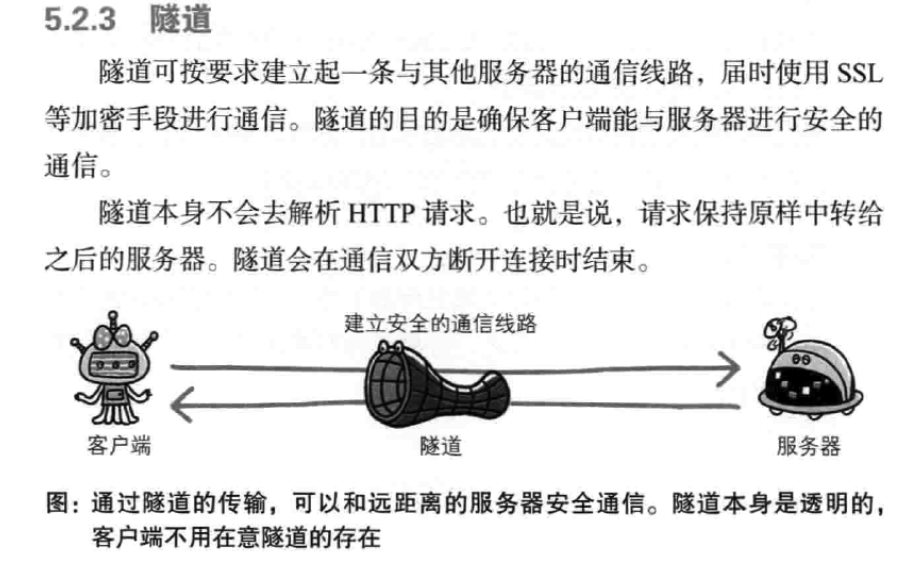 5.2.3 隧道
隧道可按要求建立起一条与其他服务器的通信线路，届时使用 SSL
等加密手段进行通信。隧道的目的是确保客户端能与服务器进行安全的
通信。
隧道本身不会去解析 HTTP 请求。也就是说，请求保持原样中转给
之后的服务器。隧道会在通信双方断开连接时结束。
建立安全的通信线路
客户端
隧道
服务器
图：通过隧道的传输，可以和远距离的服务器安全通信。隧道本身是透明的，
客户端不用在意隧道的存在